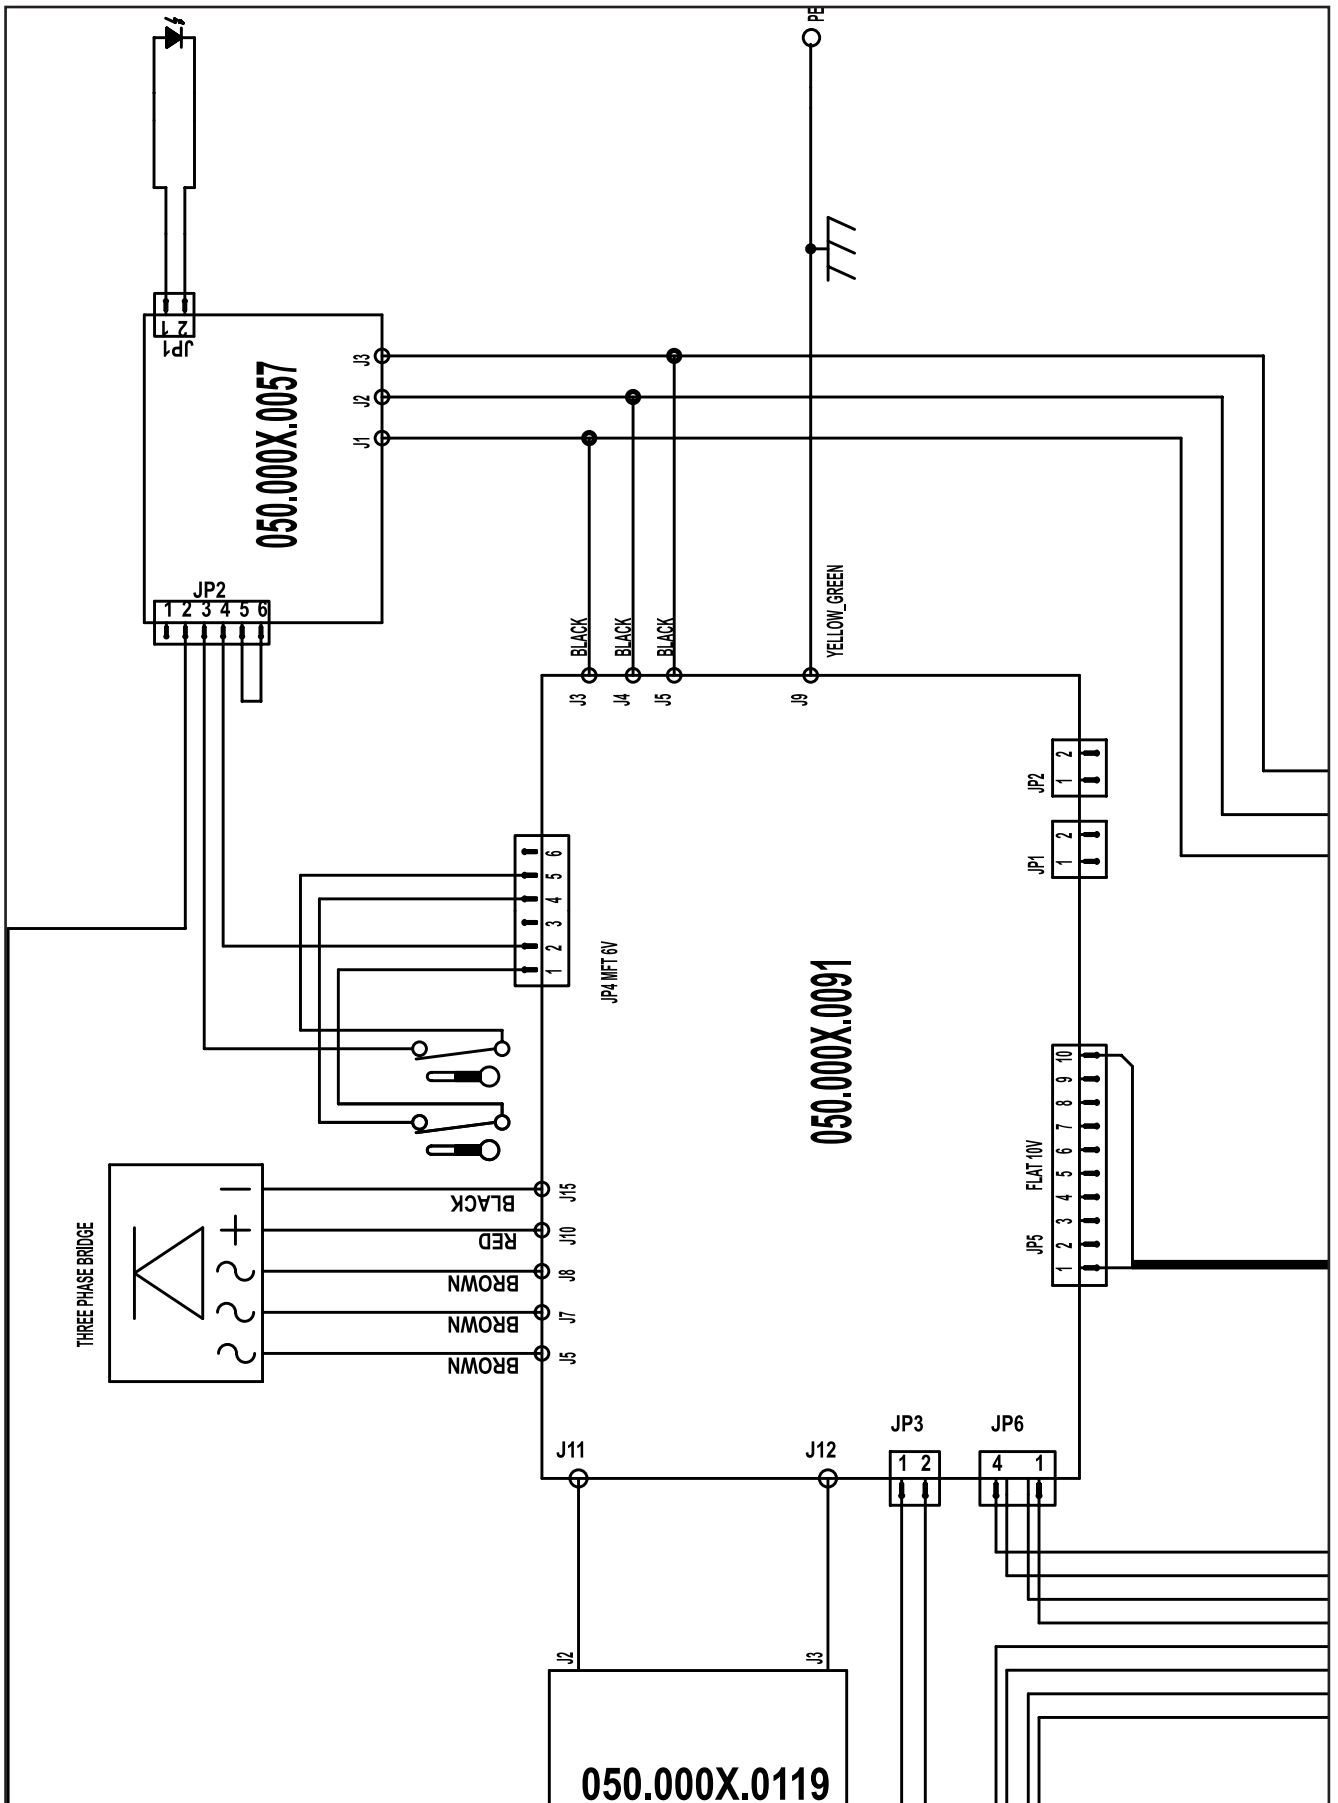 PE
1 2
JP1
J3
J2
J1
050.000X.0057
JP2
1 2 3 4 5 6
BLACK
BLACK
BLACK
YELLOW_GREEN
J3
J4
J5
J9
JP2
1 2
JP1
1 2
6
5
4
3
2
1
JP4 MFT 6V
050.000X.0091
10
9
8
7
6
5
4
3
2
1
FLAT 10V
JP5
THREE PHASE BRIDGE
BLACK
J15
RED
J10
BROWN
J8
BROWN
J7
BROWN
J5
J11
J12
JP3
1 2
JP6
4 1
J2
J3
050.000X.0119